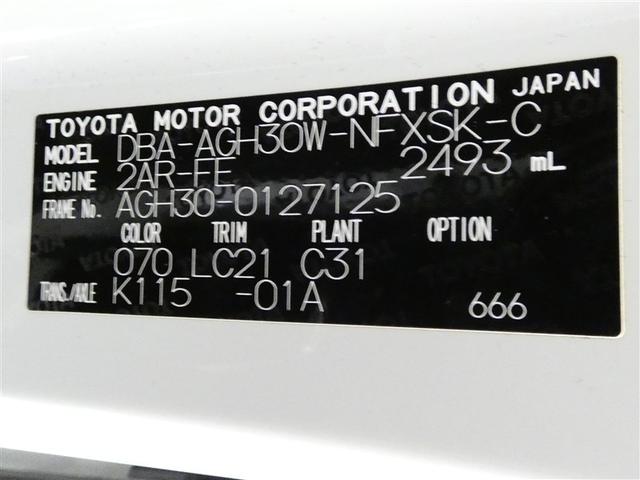 TOYOTA MOTOR CORPORATION JAPAN
MODEL DBA-AGH30W-NFXSK-C
ENGINE 2AR-FE 2493 mL
FRAME No. AGH30-0127125
COLOR TRIM PLANT OPTION
070 LC21 C31
TRANS./AXLE K115 -01A 666